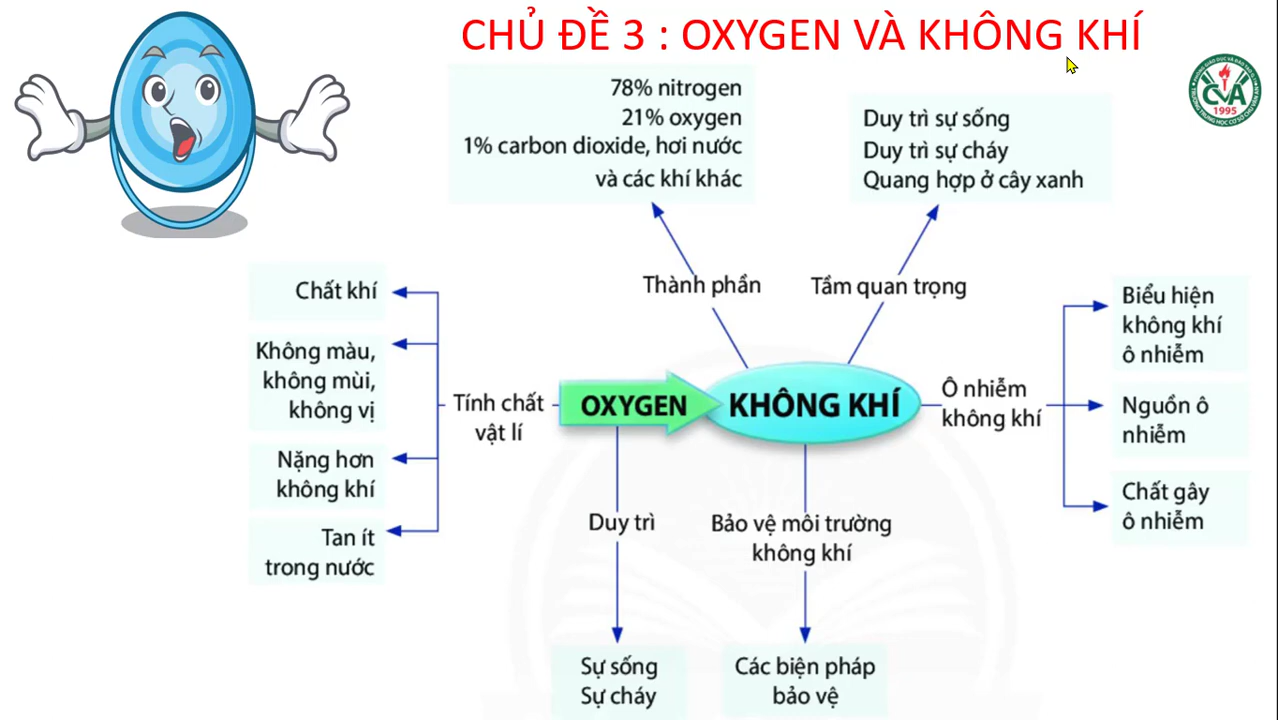 CHỦ ĐỀ 3 : OXYGEN VÀ KHÔNG KHÍ
78% nitrogen
21% oxygen
1% carbon dioxide, hơi nước
và các khí khác
Duy trì sự sống
Duy trì sự cháy
Quang hợp ở cây xanh
CVA
1995
Thành phần
Tầm quan trọng
Chất khí
Không màu,
không mùi,
không vị
Nặng hơn
không khí
Tan ít
trong nước
Tính chất
vật lí
OXYGEN
KHÔNG KHÍ
Ô nhiễm
không khí
Biểu hiện
không khí
ô nhiễm
Nguồn ô
nhiễm
Chất gây
ô nhiễm
Duy trì
Bảo vệ môi trường
không khí
Sự sống
Sự cháy
Các biện pháp
bảo vệ